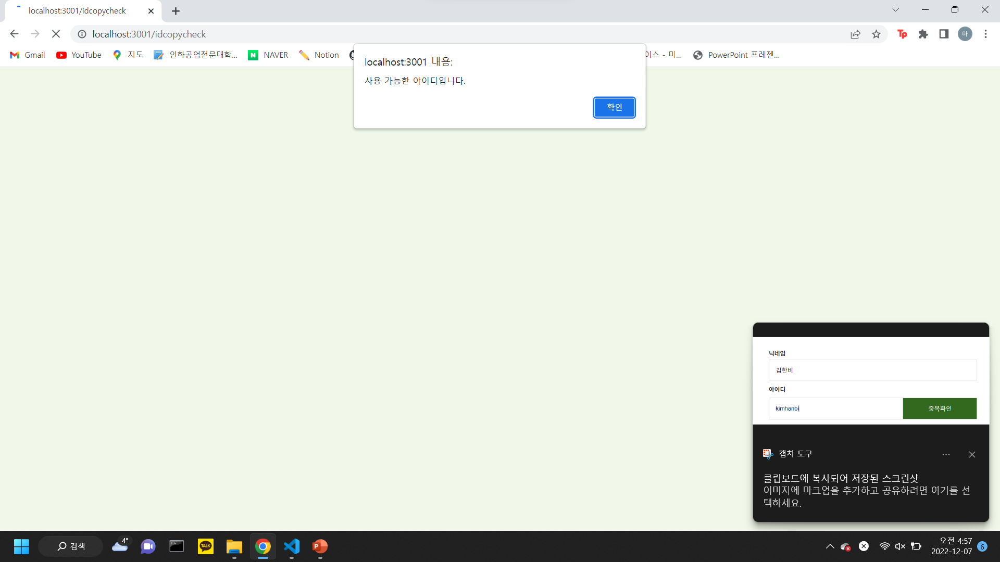 localhost:3001/idcopycheck
localhost:3001/idcopycheck
Tp
마
Gmail
YouTube
지도
인하공업전문대학...
N
NAVER
Notion
이스 - 미...
PowerPoint 프레젠...
localhost:3001 내용:
사용 가능한 아이디입니다.
확인
닉네임
김한비
아이디
kimhanbi
중복확인
캡처 도구
클립보드에 복사되어 저장된 스크린샷
이미지에 마크업을 추가하고 공유하려면 여기를 선
택하세요.
검색
4°
TALK
P
오전 4:57
2022-12-07
6